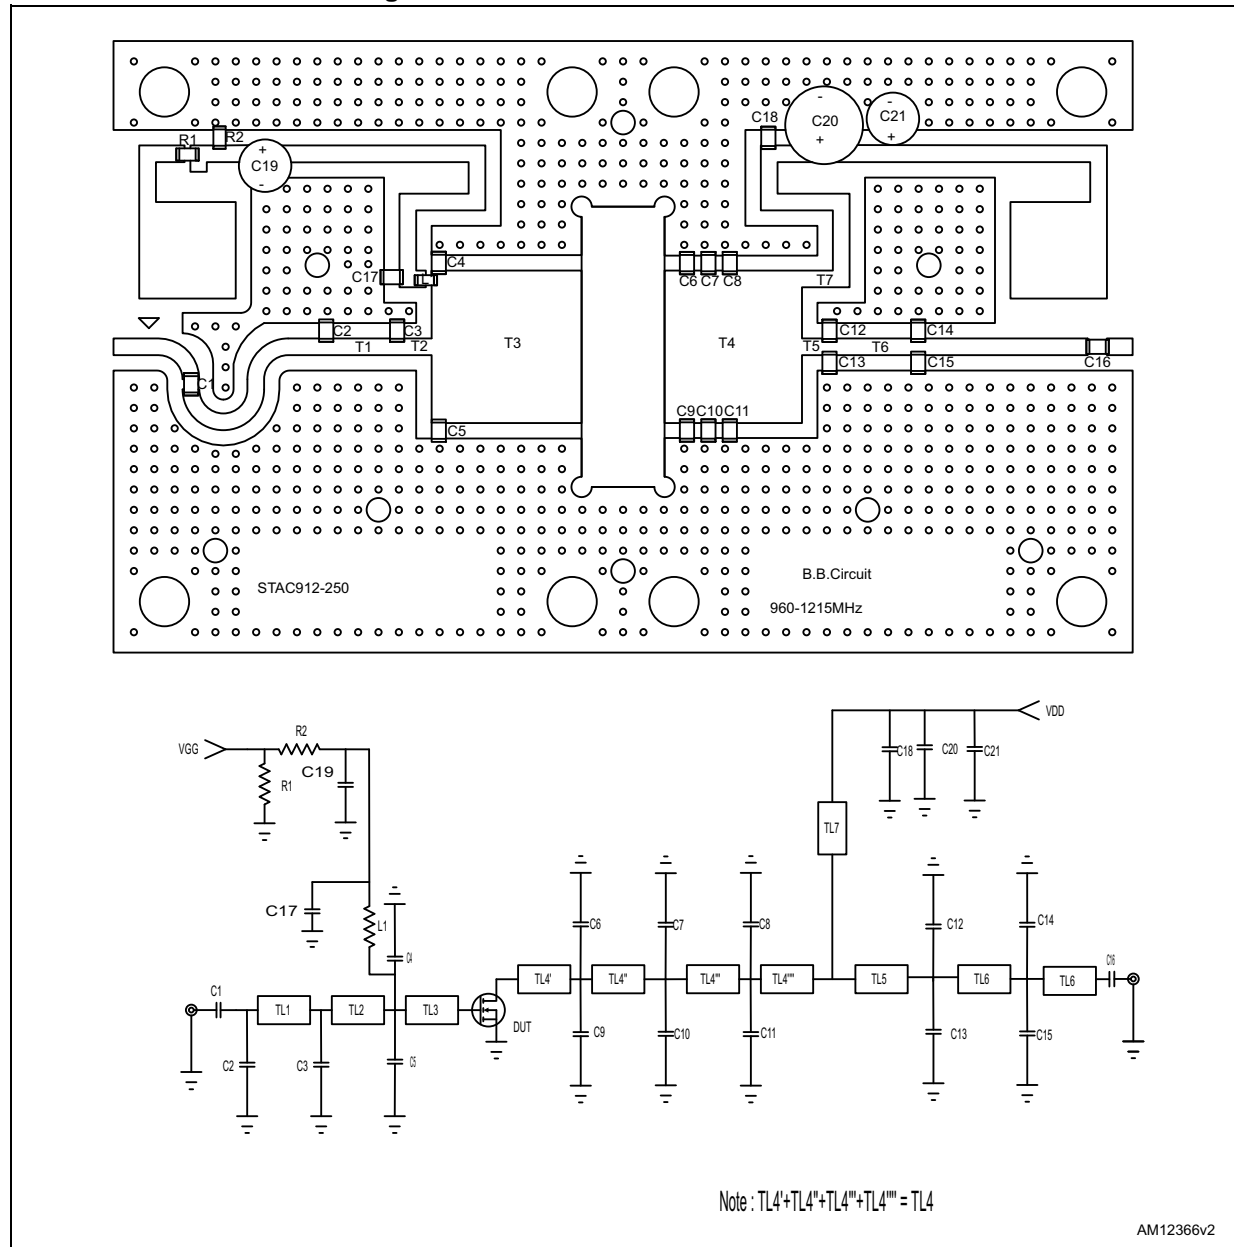 C18
C20
C21
-
-
+
+
R1
R2
C19
+
-
C17
C4
L
C6 C7 C8
T7
C2
C3
T1
T2
T3
T4
T5
C12
C14
T6
C13
C15
C16
C1
C5
C9 C10 C11
STAC912-250
B.B.Circuit
960-1215MHz
VDD
VGG
R2
C19
R1
C18
C20
C21
TL7
C17
L1
C4
C6
C7
C8
C12
C14
C16
C1
TL1
TL2
TL3
DUT
TL4'
TL4"
TL4"'
TL4""
TL5
TL6
TL6
C2
C3
C5
C9
C10
C11
C13
C15
Note : TL4'+TL4"+TL4"'+TL4"" = TL4
AM12366v2